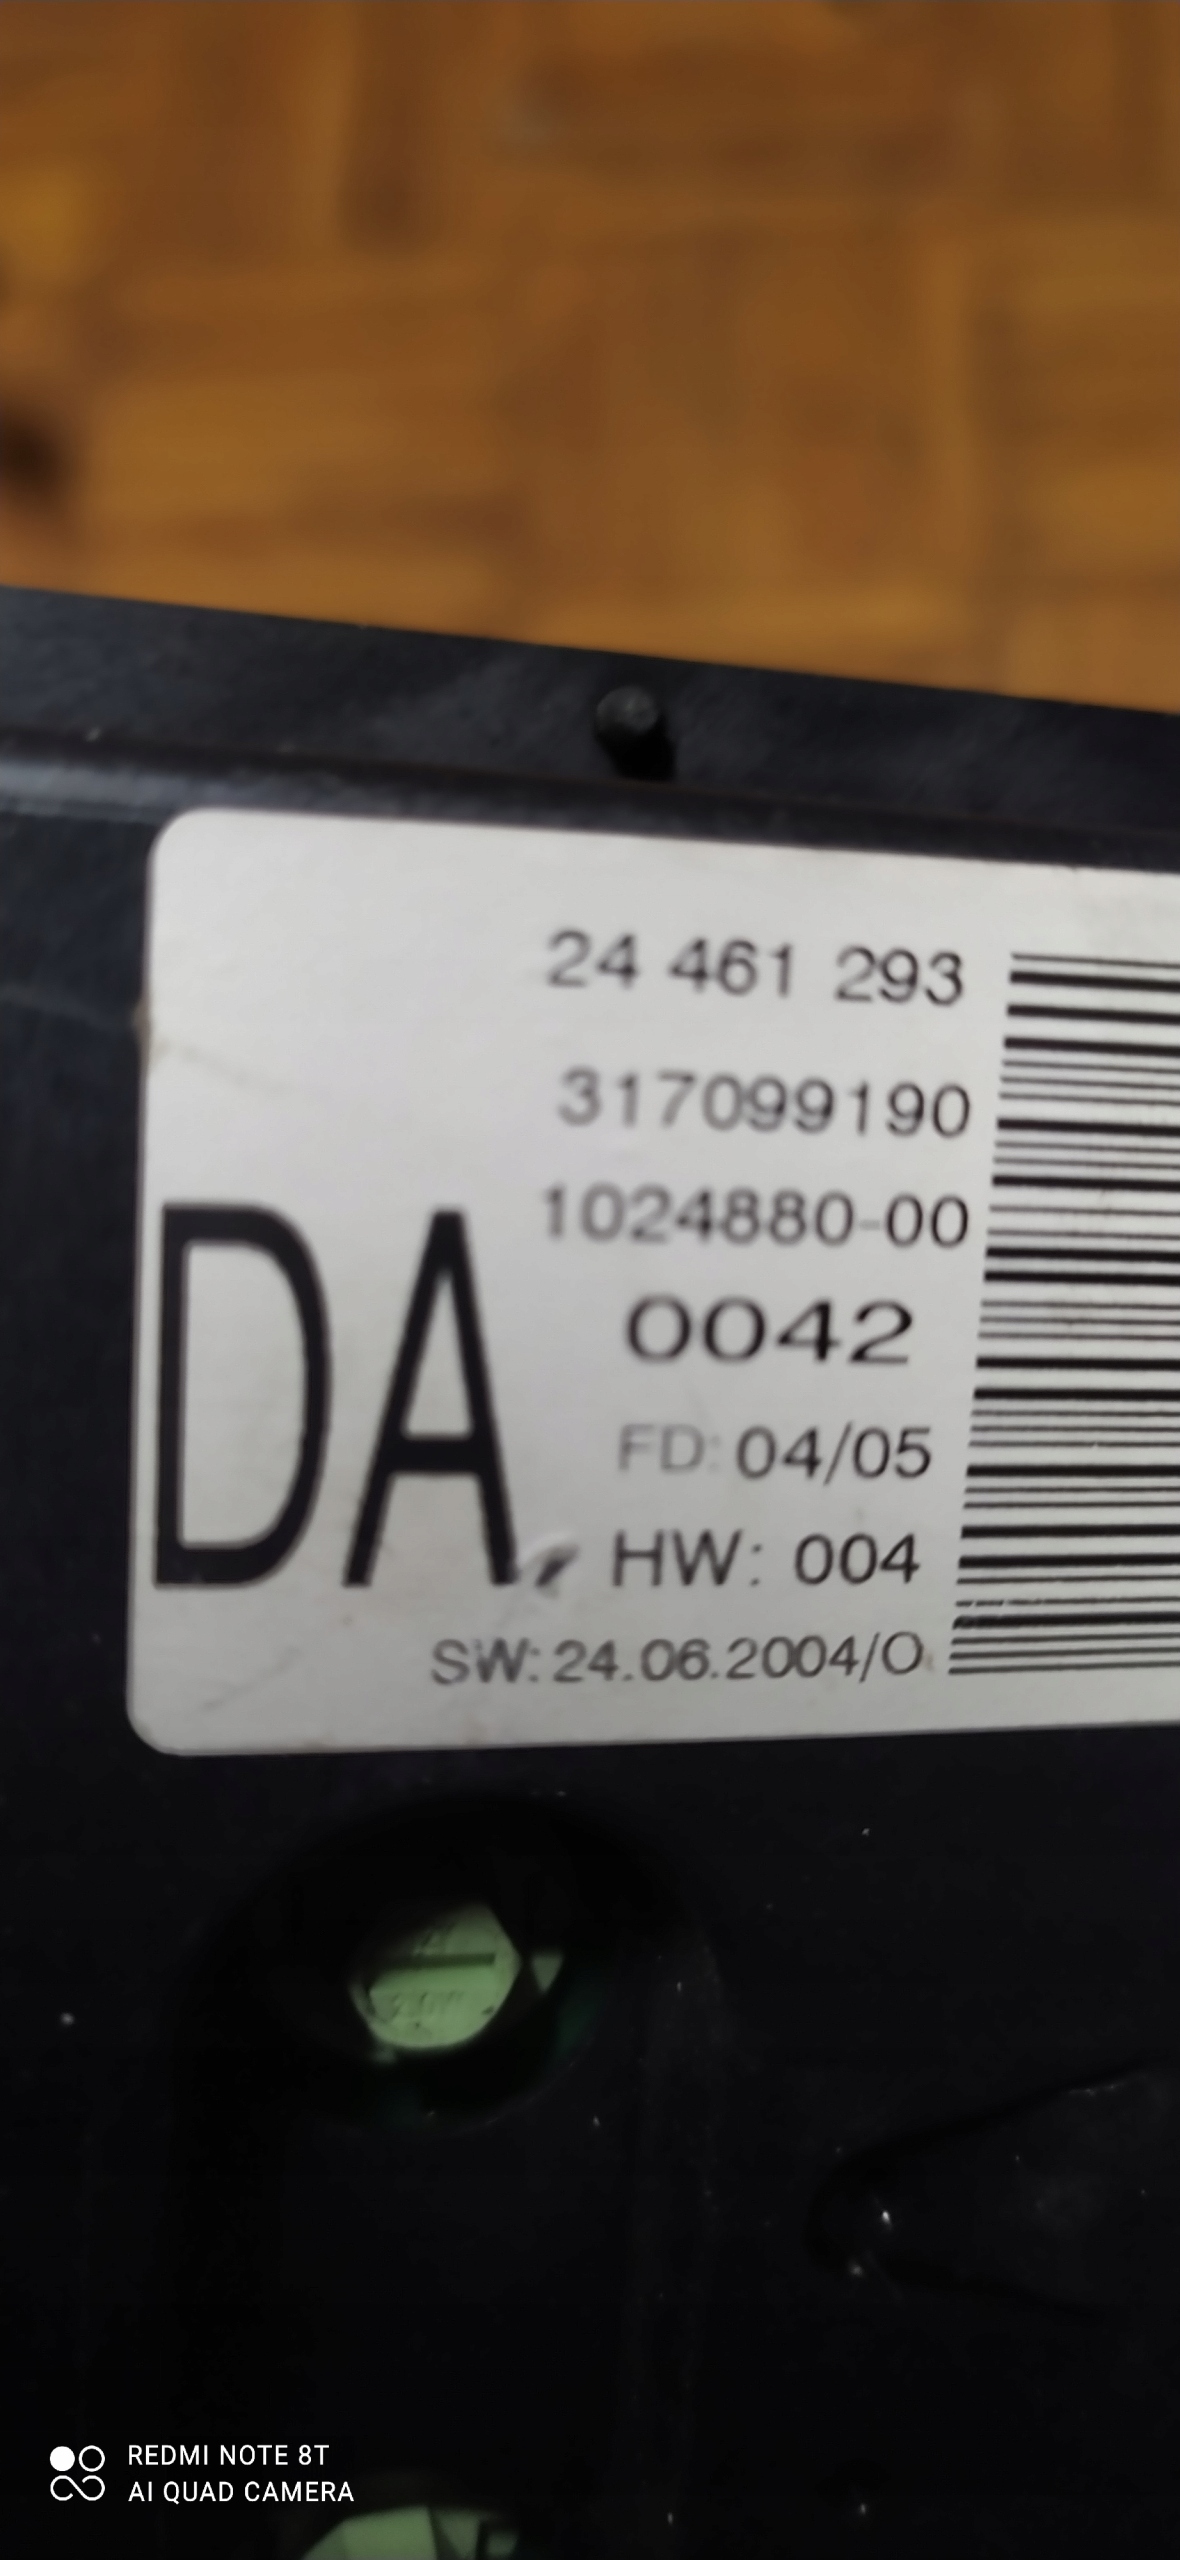 24 461 293
317099190
1024880-00
DA
0042
FD: 04/05
HW: 004
SW: 24.06.2004/O
REDMI NOTE 8T
AI QUAD CAMERA